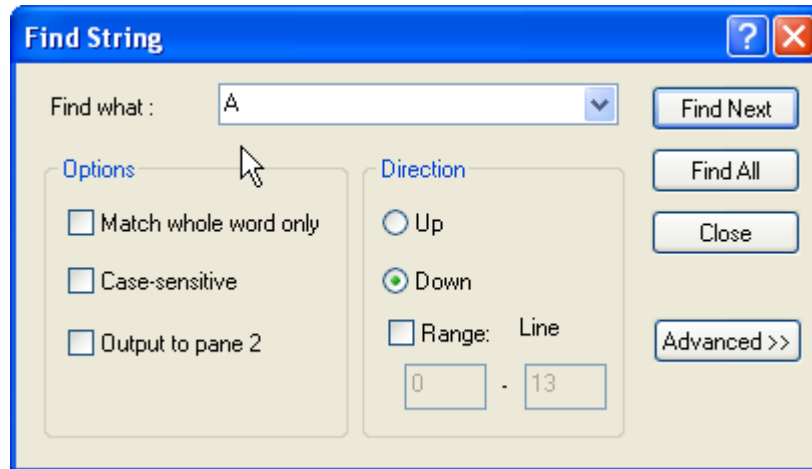 Find String
Find what :
A
Find Next
Options
Direction
Find All
Match whole word only
Up
Close
Case-sensitive
Down
Output to pane 2
Range:
Line
Advanced >>
0 - 13